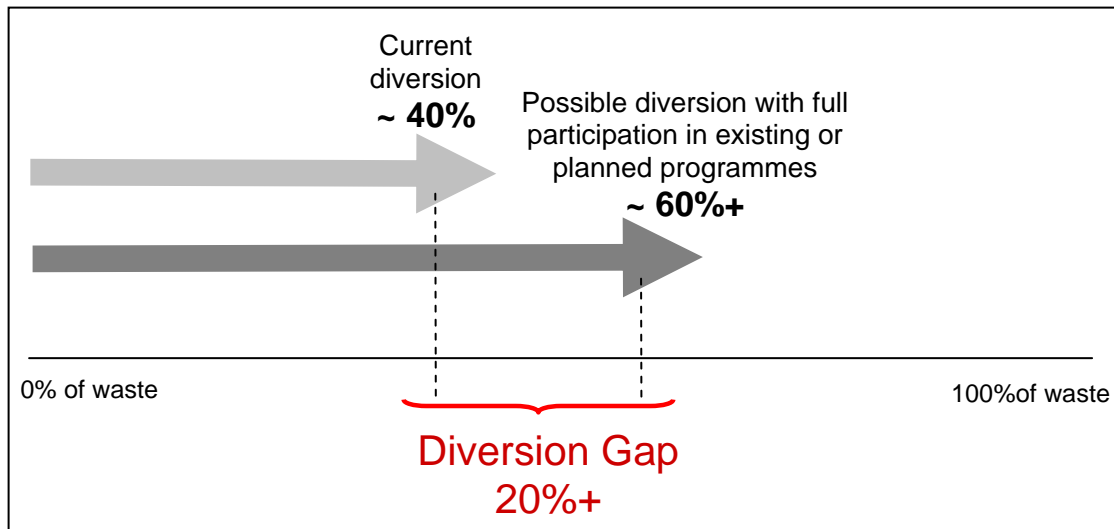 Current
diversion
~ 40%
Possible diversion with full
participation in existing or
planned programmes
~ 60%+
0% of waste
100%of waste
Diversion Gap
20%+